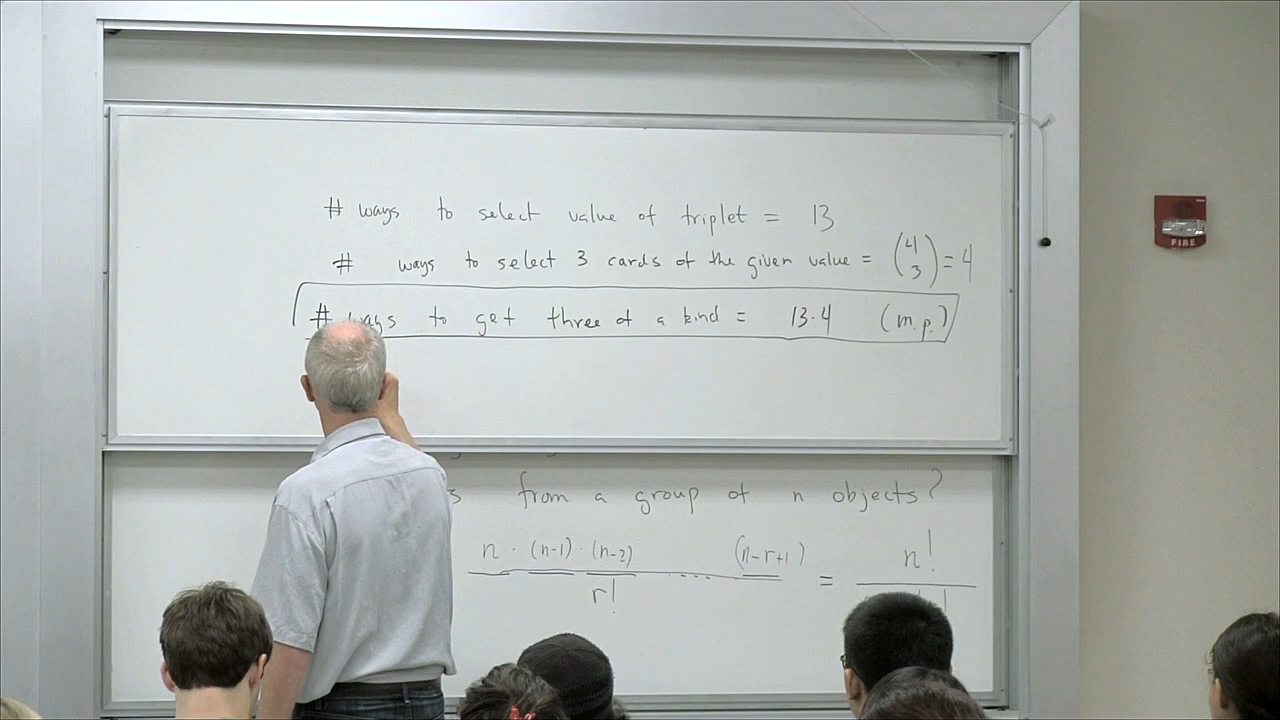 # ways to select value of triplet = 13
# ways to select 3 cards of the given value = (4 3) = 4
# ways to get three of a kind = 13·4 (m.p.)
FIRE
s from a group of n objects?
n · (n-1) · (n-2) .... (n-r+1) = n!
r!